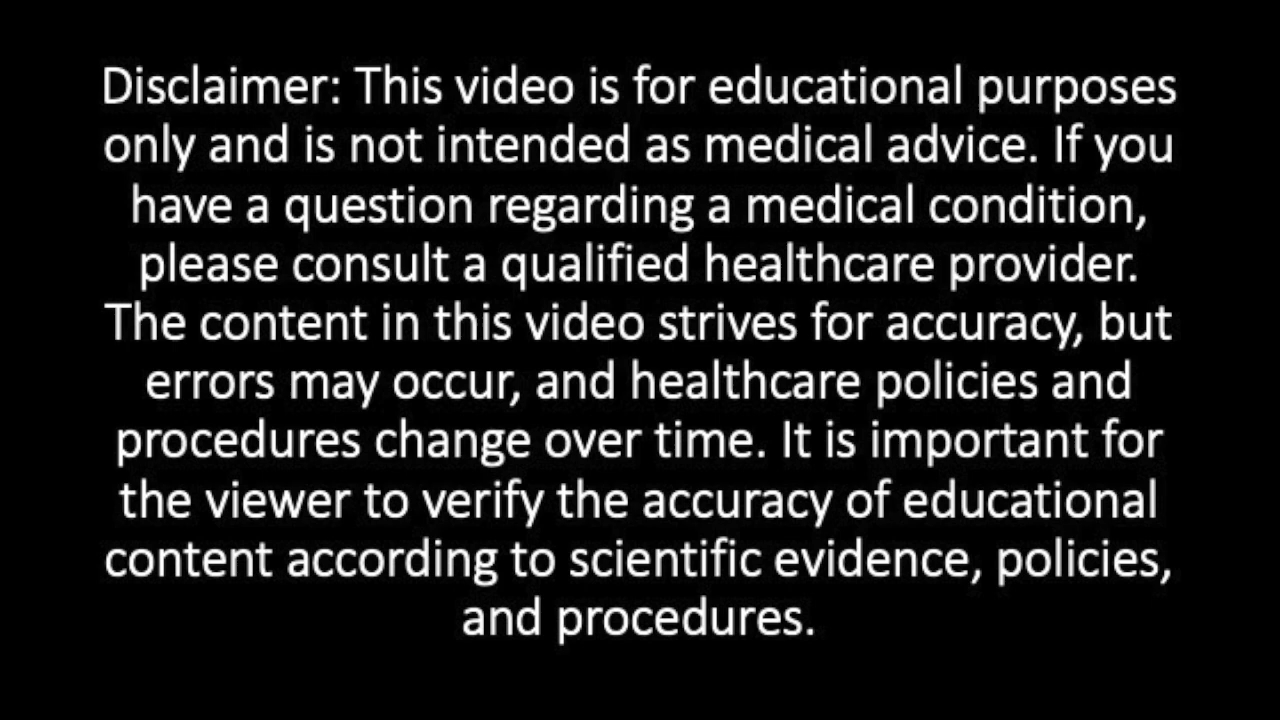 Disclaimer: This video is for educational purposes
only and is not intended as medical advice. If you
have a question regarding a medical condition,
please consult a qualified healthcare provider.
The content in this video strives for accuracy, but
errors may occur, and healthcare policies and
procedures change over time. It is important for
the viewer to verify the accuracy of educational
content according to scientific evidence, policies,
and procedures.